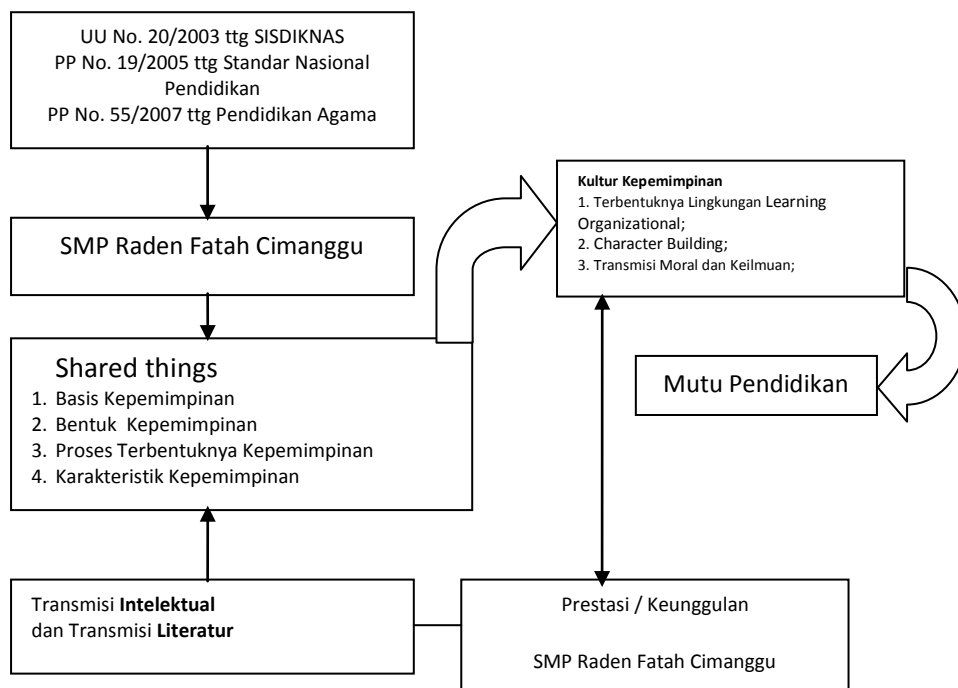 UU No. 20/2003 ttg SISDIKNAS
PP No. 19/2005 ttg Standar Nasional
Pendidikan
PP No. 55/2007 ttg Pendidikan Agama
SMP Raden Fatah Cimanggu
Shared things
1. Basis Kepemimpinan
2. Bentuk Kepemimpinan
3. Proses Terbentuknya Kepemimpinan
4. Karakteristik Kepemimpinan
Transmisi Intelektual
dan Transmisi Literatur
Kultur Kepemimpinan
1. Terbentuknya Lingkungan Learning
Organizational;
2. Character Building;
3. Transmisi Moral dan Keilmuan;
Mutu Pendidikan
Prestasi / Keunggulan
SMP Raden Fatah Cimanggu